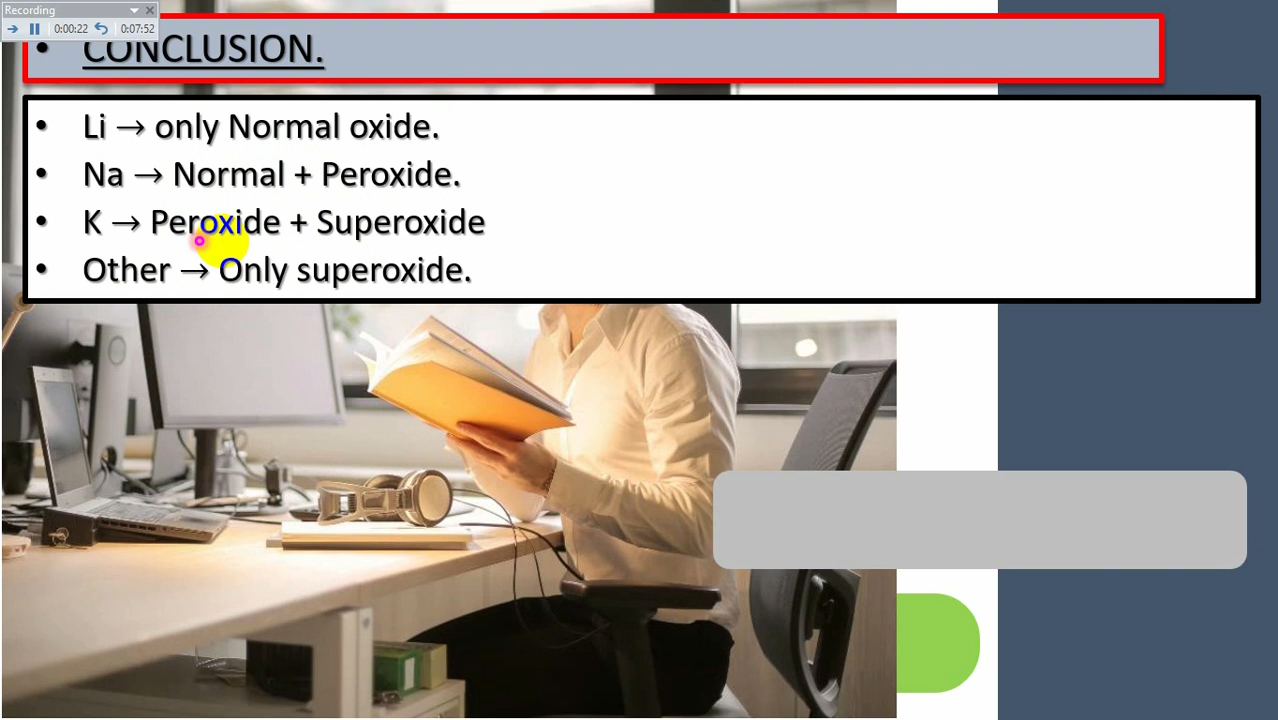 Recording
0:00:22 0:07:52
• CONCLUSION.
• Li → only Normal oxide.
• Na → Normal + Peroxide.
• K → Peroxide + Superoxide
• Other → Only superoxide.